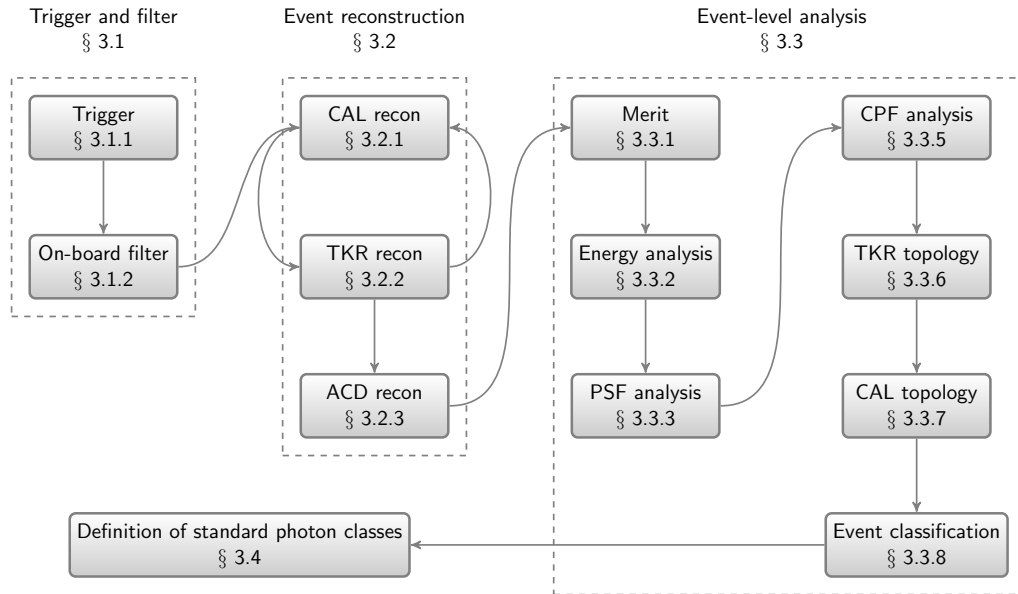 Trigger and filter
§ 3.1
Trigger
§ 3.1.1
On-board filter
§ 3.1.2
Event reconstruction
§ 3.2
CAL recon
§ 3.2.1
TKR recon
§ 3.2.2
ACD recon
§ 3.2.3
Event-level analysis
§ 3.3
Merit
§ 3.3.1
Energy analysis
§ 3.3.2
PSF analysis
§ 3.3.3
CPF analysis
§ 3.3.5
TKR topology
§ 3.3.6
CAL topology
§ 3.3.7
Event classification
§ 3.3.8
Definition of standard photon classes
§ 3.4